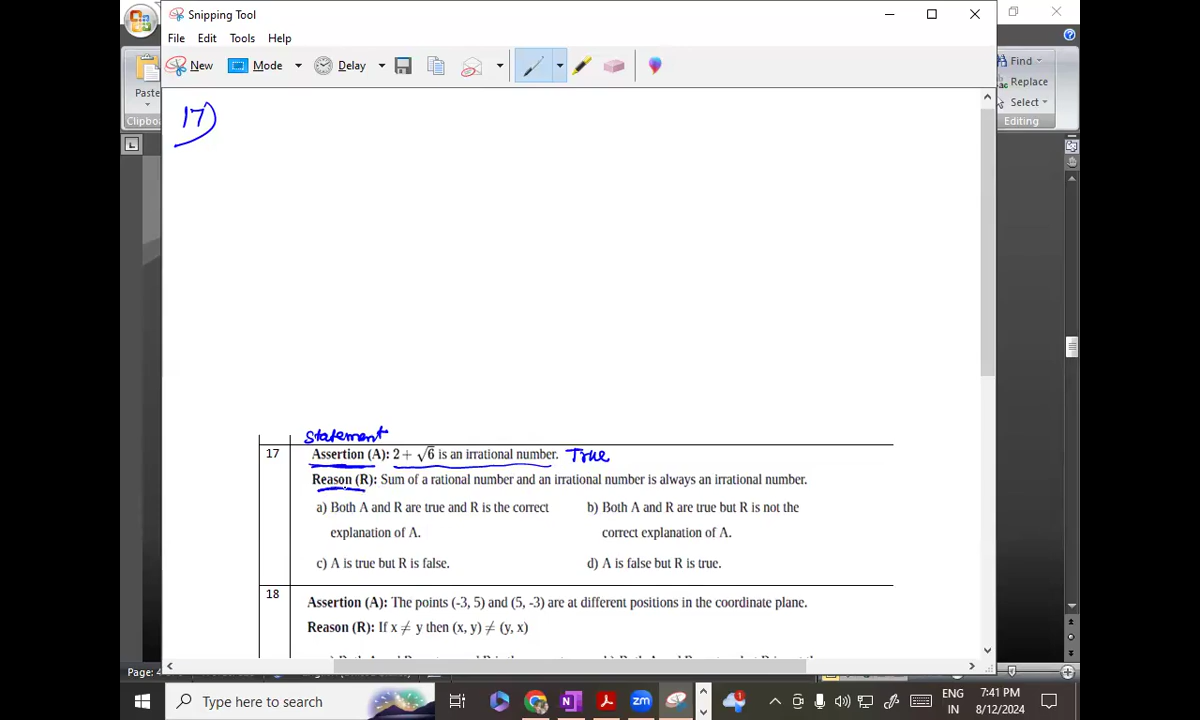 Snipping Tool
File Edit Tools Help
New Mode Delay
Find
Replace
Select
Editing
Paste
Clipbo
17)
Statement
17 Assertion (A): 2 + √6 is an irrational number. True
Reason (R): Sum of a rational number and an irrational number is always an irrational number.
a) Both A and R are true and R is the correct explanation of A.
b) Both A and R are true but R is not the correct explanation of A.
c) A is true but R is false.
d) A is false but R is true.
18 Assertion (A): The points (-3, 5) and (5, -3) are at different positions in the coordinate plane.
Reason (R): If x ≠ y then (x, y) ≠ (y, x)
Page: 4
Type here to search
ENG
IN
7:41 PM
8/12/2024